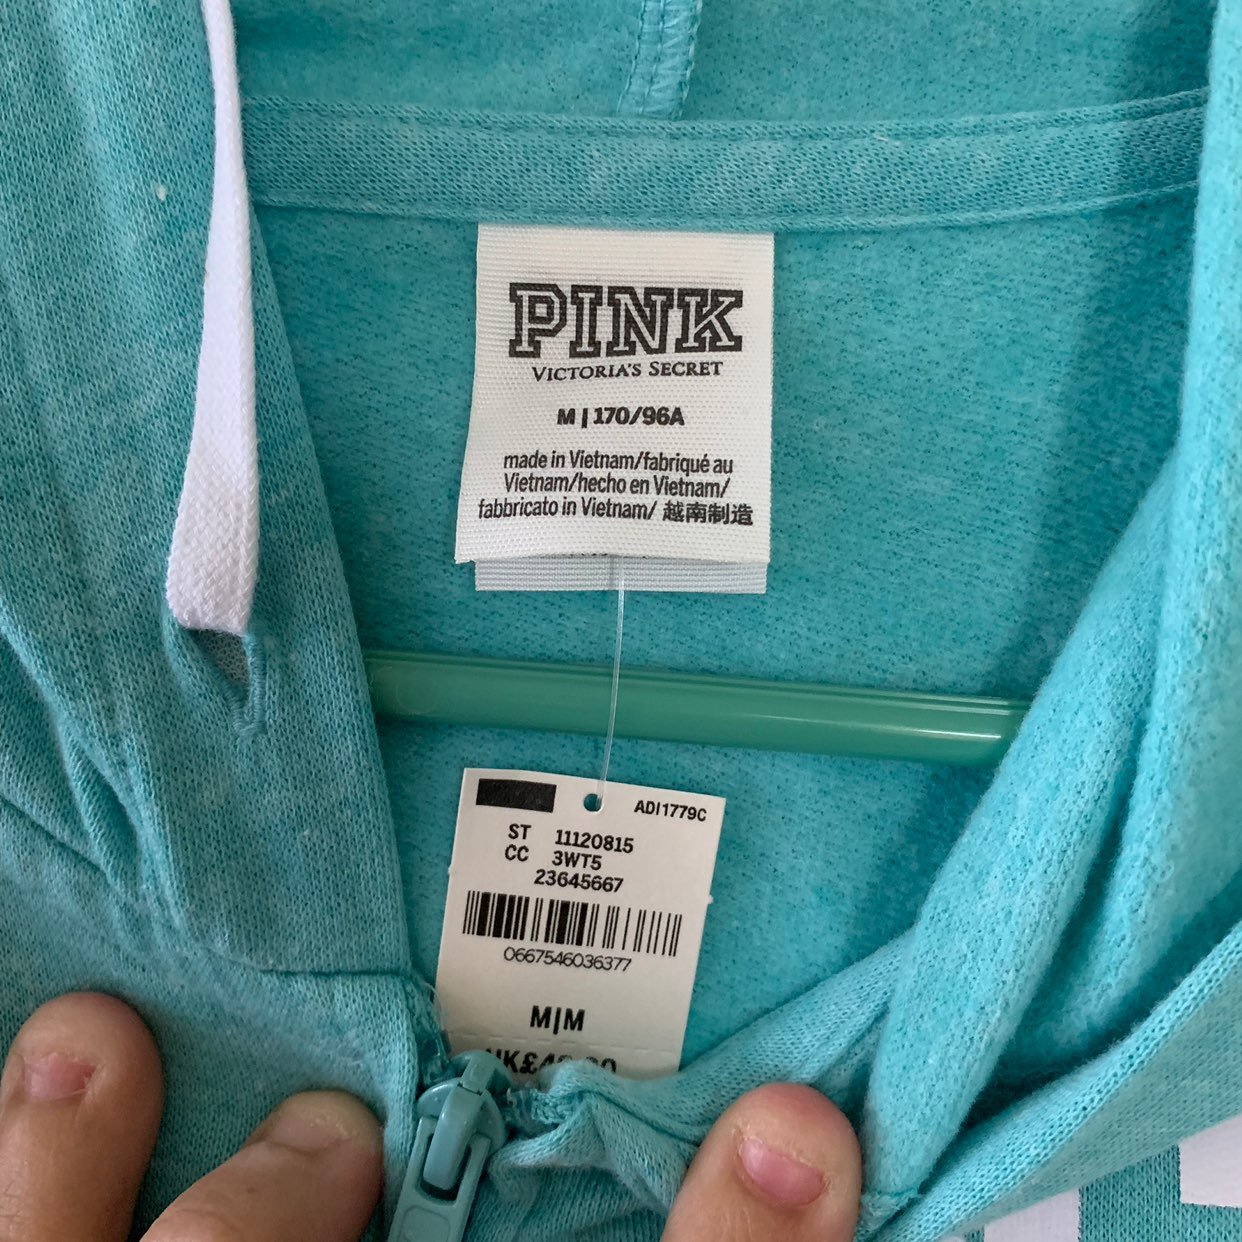 PINK
VICTORIA'S SECRET
M | 170/96A
made in Vietnam/fabriqué au
Vietnam/hecho en Vietnam/
fabbricato in Vietnam/ 越南制造
ADI1779C
ST 11120815
CC 3WT5
23645667
0667546036377
M|M